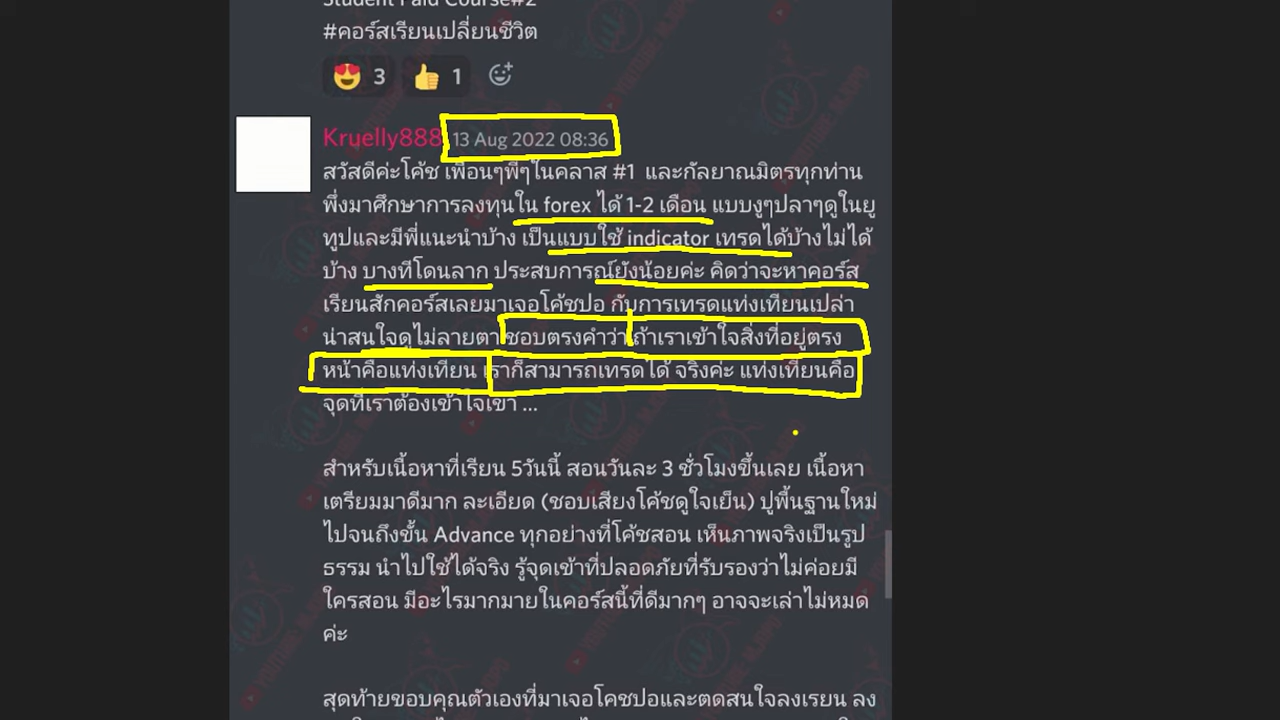 Student Paid Course#2
#คอร์สเรียนเปลี่ยนชีวิต
3 1
Kruelly888 13 Aug 2022 08:36
สวัสดีค่ะโค้ช เพื่อนๆพี่ๆในคลาส #1 และกัลยาณมิตรทุกท่าน
พึ่งมาศึกษาการลงทุนใน forex ได้ 1-2 เดือน แบบงูๆปลาๆดูในยู
ทูปและมีพี่แนะนำบ้าง เป็นแบบใช้ indicator เทรดได้บ้างไม่ได้
บ้าง บางทีโดนลาก ประสบการณ์ยังน้อยค่ะ คิดว่าจะหาคอร์ส
เรียนสักคอร์สเลยมาเจอโค้ชปอ กับการเทรดแท่งเทียนเปล่า
น่าสนใจดูไม่ลายตา ชอบตรงคำว่า ถ้าเราเข้าใจสิ่งที่อยู่ตรง
หน้าคือแท่งเทียน เราก็สามารถเทรดได้ จริงค่ะ แท่งเทียนคือ
จุดที่เราต้องเข้าใจเขา ...
สำหรับเนื้อหาที่เรียน 5วันนี้ สอนวันละ 3 ชั่วโมงขึ้นเลย เนื้อหา
เตรียมมาดีมาก ละเอียด (ชอบเสียงโค้ชดูใจเย็น) ปูพื้นฐานใหม่
ไปจนถึงขั้น Advance ทุกอย่างที่โค้ชสอน เห็นภาพจริงเป็นรูป
ธรรม นำไปใช้ได้จริง รู้จุดเข้าที่ปลอดภัยที่รับรองว่าไม่ค่อยมี
ใครสอน มีอะไรมากมายในคอร์สนี้ที่ดีมากๆ อาจจะเล่าไม่หมด
ค่ะ
สุดท้ายขอบคุณตัวเองที่มาเจอโคชปอและตดสนใจลงเรยน ลง